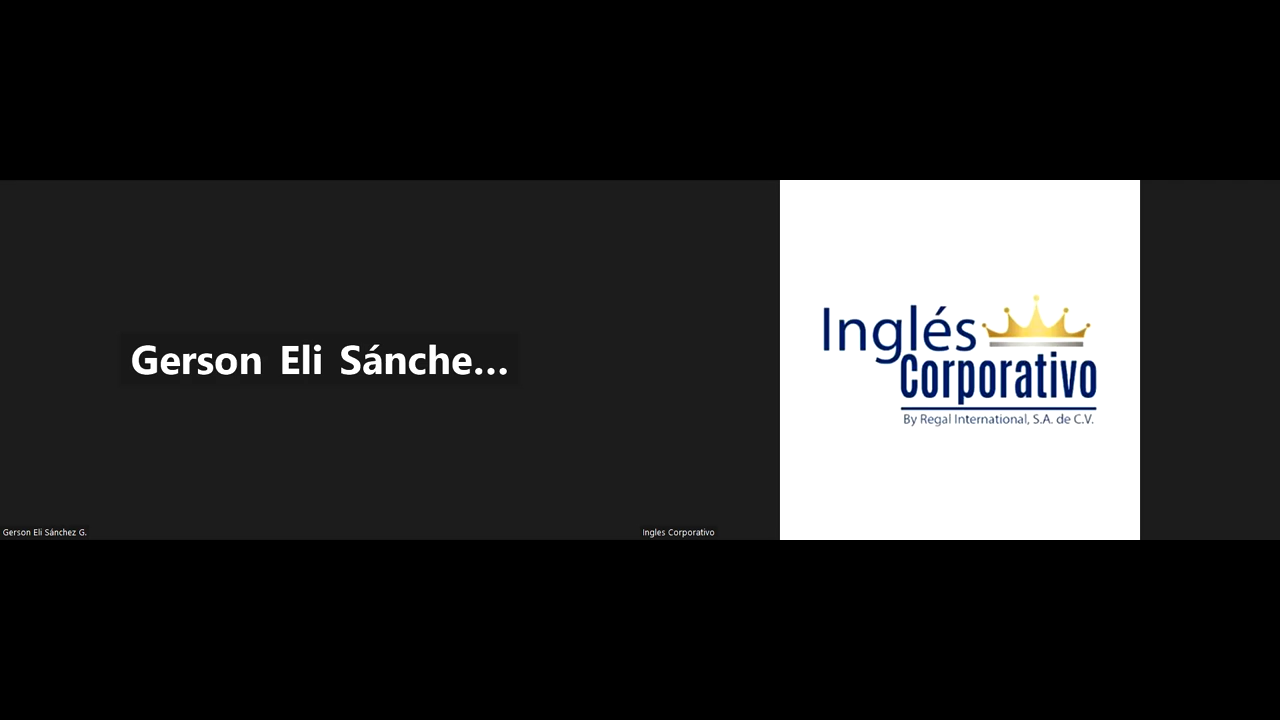 Gerson Eli Sánche...
Inglés
Corporativo
By Regal International, S.A. de C.V.
Gerson Eli Sánchez G.
Ingles Corporativo